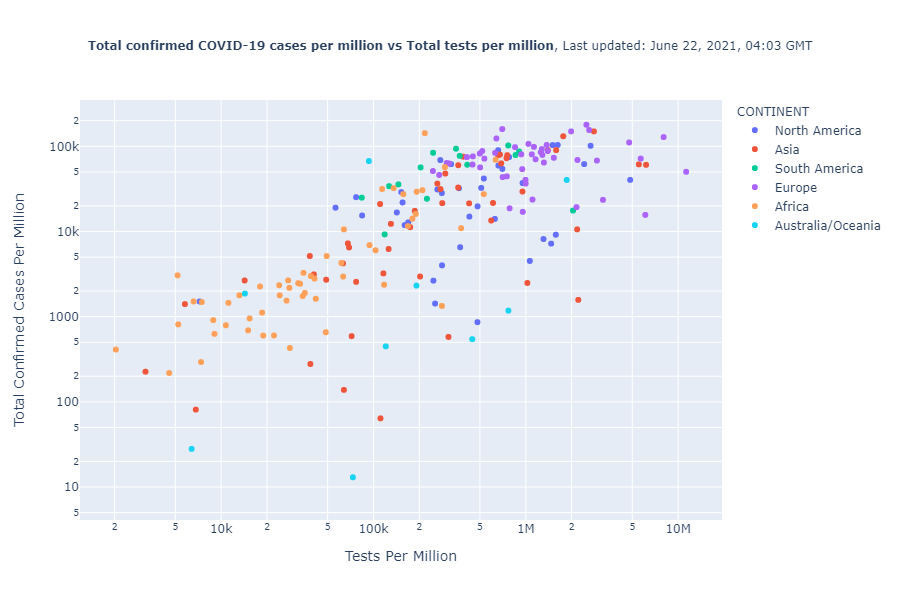 Total confirmed COVID-19 cases per million vs Total tests per million, Last updated: June 22, 2021, 04:03 GMT
CONTINENT
North America
Asia
South America
Europe
Africa
Australia/Oceania
Total Confirmed Cases Per Million
2
100k
5
2
10k
5
2
1000
5
2
100
5
2
10
5
2 5 10k 2 5 100k 2 5 1M 2 5 10M
Tests Per Million